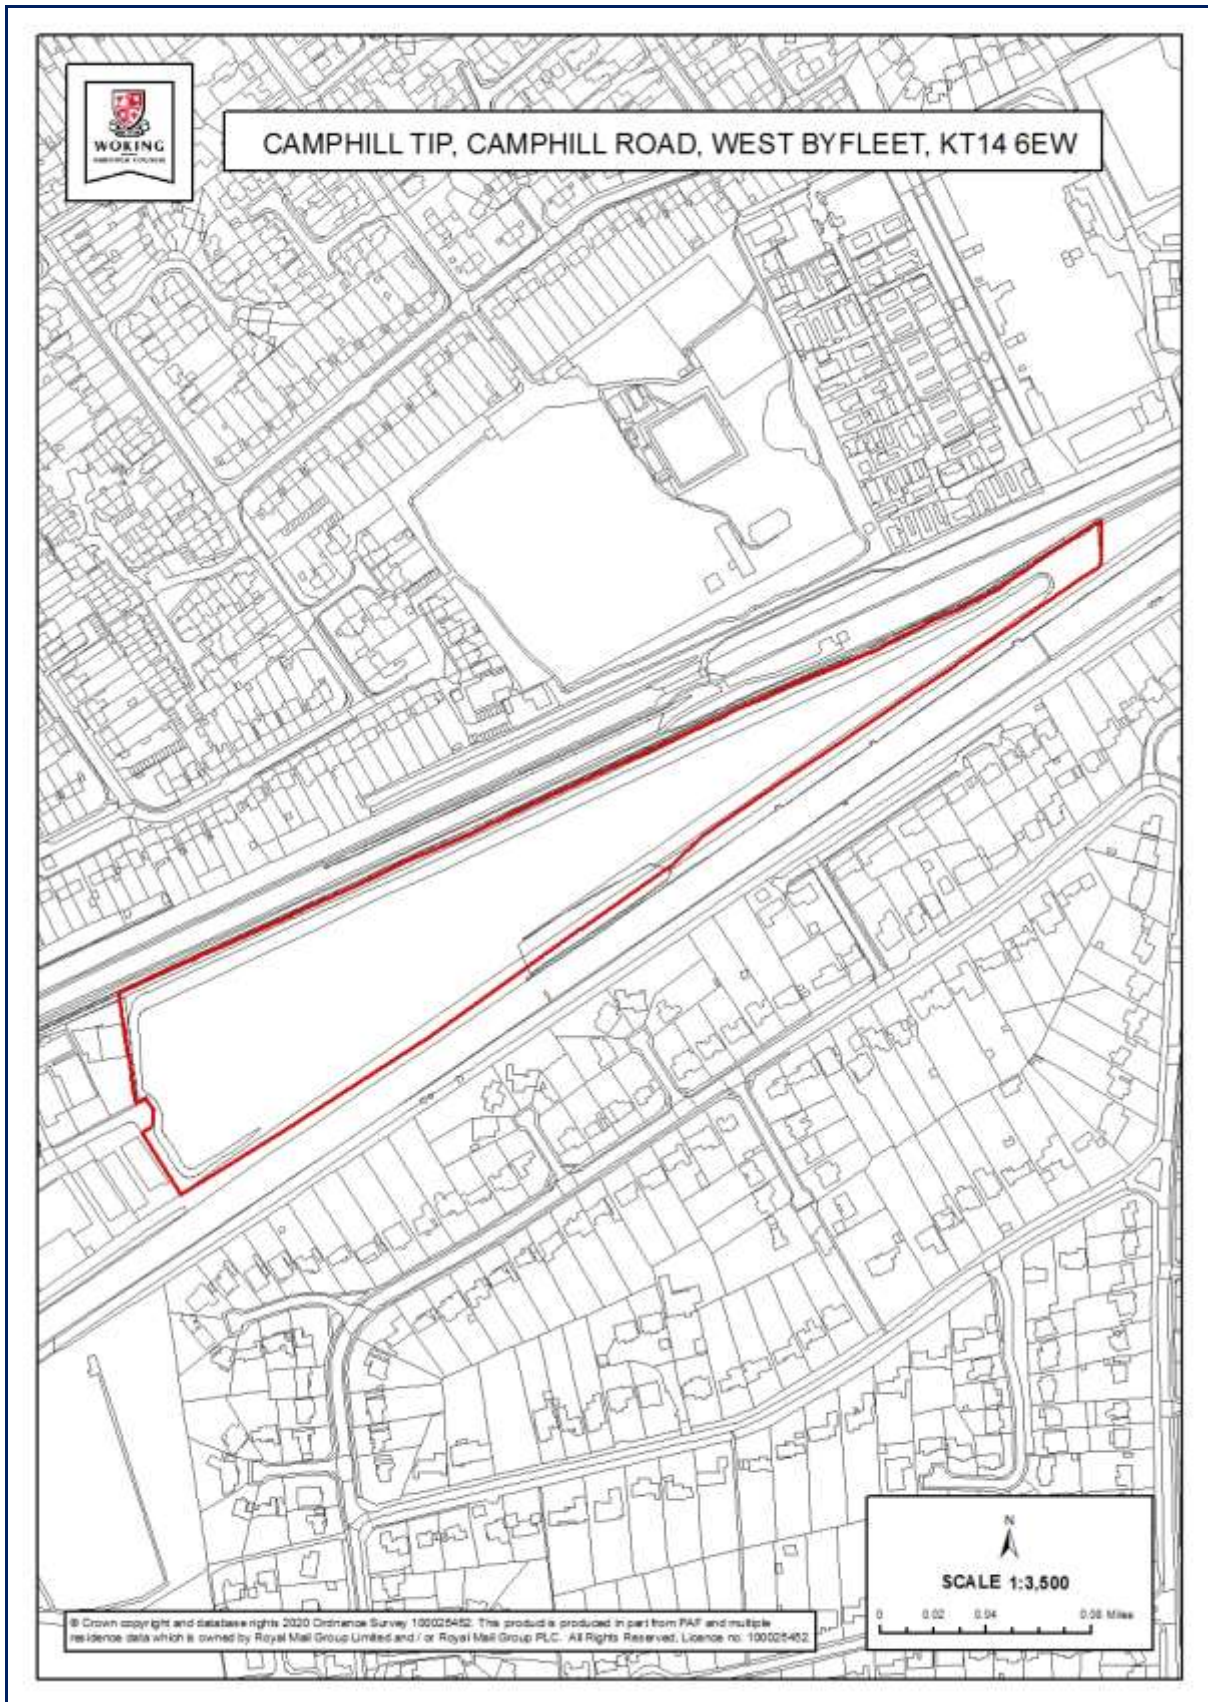 WOKING
BOROUGH COUNCIL
CAMPHILL TIP, CAMPHILL ROAD, WEST BYFLEET, KT14 6EW
N
SCALE 1:3,500
0 0.02 0.04 0.08 Miles
© Crown copyright and database rights 2020 Ordnance Survey 100025452. This product is produced in part from PAF and multiple
residence data which is owned by Royal Mail Group Limited and / or Royal Mail Group PLC. All Rights Reserved, Licence no. 100025452.